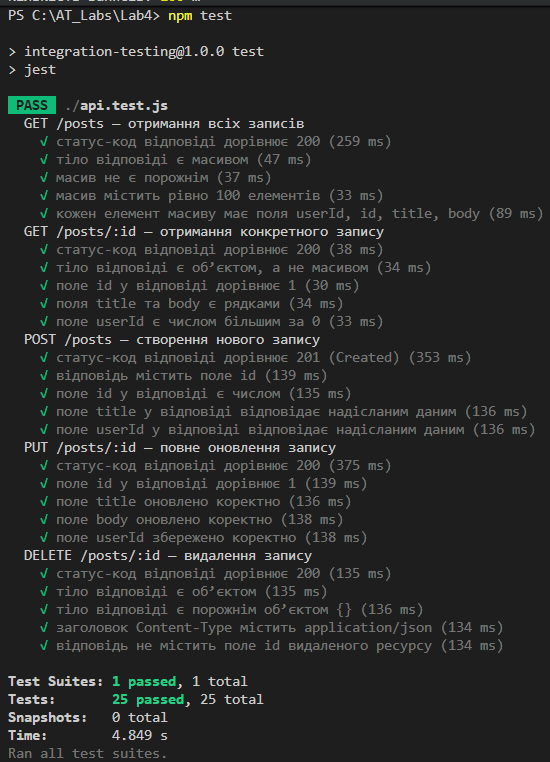 PS C:\AT_Labs\Lab4> npm test
> integration-testing@1.0.0 test
> jest
PASS ./api.test.js
GET /posts — отримання всіх записів
√ статус-код відповіді дорівнює 200 (259 ms)
√ тіло відповіді є масивом (47 ms)
√ масив не є порожнім (37 ms)
√ масив містить рівно 100 елементів (33 ms)
√ кожен елемент масиву має поля userId, id, title, body (89 ms)
GET /posts/:id — отримання конкретного запису
√ статус-код відповіді дорівнює 200 (38 ms)
√ тіло відповіді є об’єктом, а не масивом (34 ms)
√ поле id у відповіді дорівнює 1 (30 ms)
√ поля title та body є рядками (34 ms)
√ поле userId є числом більшим за 0 (33 ms)
POST /posts — створення нового запису
√ статус-код відповіді дорівнює 201 (Created) (353 ms)
√ відповідь містить поле id (139 ms)
√ поле id у відповіді є числом (135 ms)
√ поле title у відповіді відповідає надісланим даним (136 ms)
√ поле userId у відповіді відповідає надісланим даним (136 ms)
PUT /posts/:id — повне оновлення запису
√ статус-код відповіді дорівнює 200 (375 ms)
√ поле id у відповіді дорівнює 1 (139 ms)
√ поле title оновлено коректно (136 ms)
√ поле body оновлено коректно (138 ms)
√ поле userId збережено коректно (138 ms)
DELETE /posts/:id — видалення запису
√ статус-код відповіді дорівнює 200 (135 ms)
√ тіло відповіді є об’єктом (135 ms)
√ тіло відповіді є порожнім об’єктом {} (136 ms)
√ заголовок Content-Type містить application/json (134 ms)
√ відповідь не містить поле id видаленого ресурсу (134 ms)
Test Suites: 1 passed, 1 total
Tests: 25 passed, 25 total
Snapshots: 0 total
Time: 4.849 s
Ran all test suites.